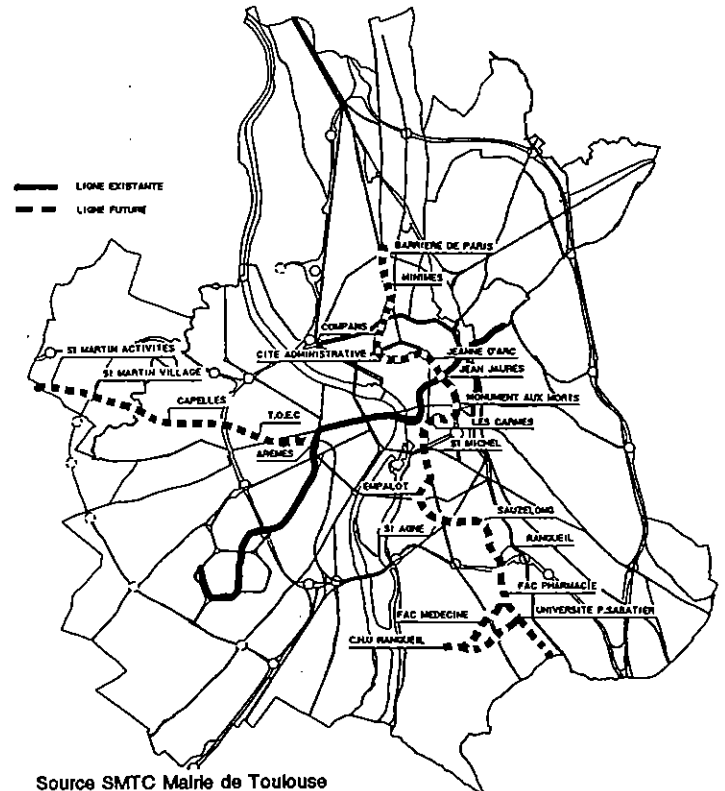 LIGNE EXISTANTE
LIGNE FUTURE
BARRIERE DE PARIS
MINIMES
COMPANS
CITE ADMINISTRATIVE
JEANNE D'ARC
JEAN JAURES
ST MARTIN ACTIVITES
ST MARTIN VILLAGE
CAPELLES
T.O.E.C
ARENES
MONUMENT AUX MORTS
LES CARMES
ST MICHEL
EMPALOT
ST AGNE
SAUZELONG
RANGUEIL
FAC PHARMACIE
FAC MEDECINE
UNIVERSITE P.SABATIER
C.H.U RANGUEIL
Source SMTC Mairie de Toulouse